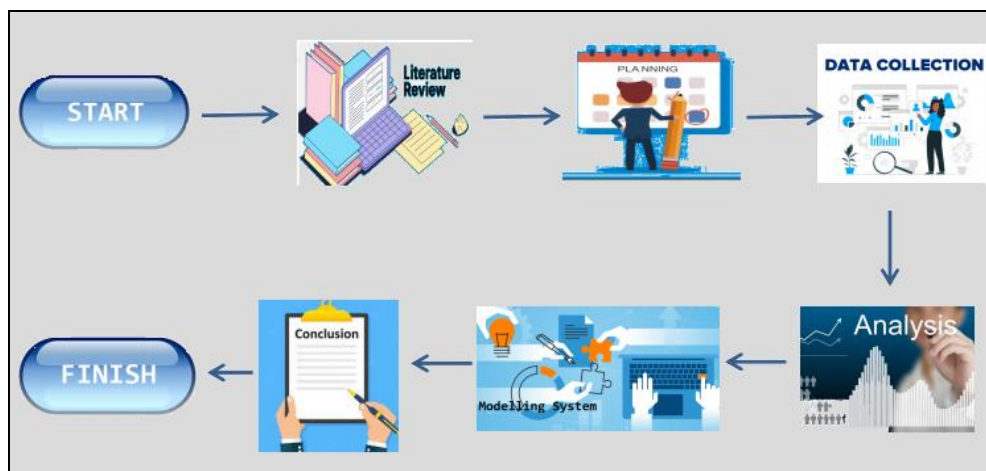 START
Literature
Review
PLANNING
DATA COLLECTION
Analysis
Modelling System
Conclusion
FINISH